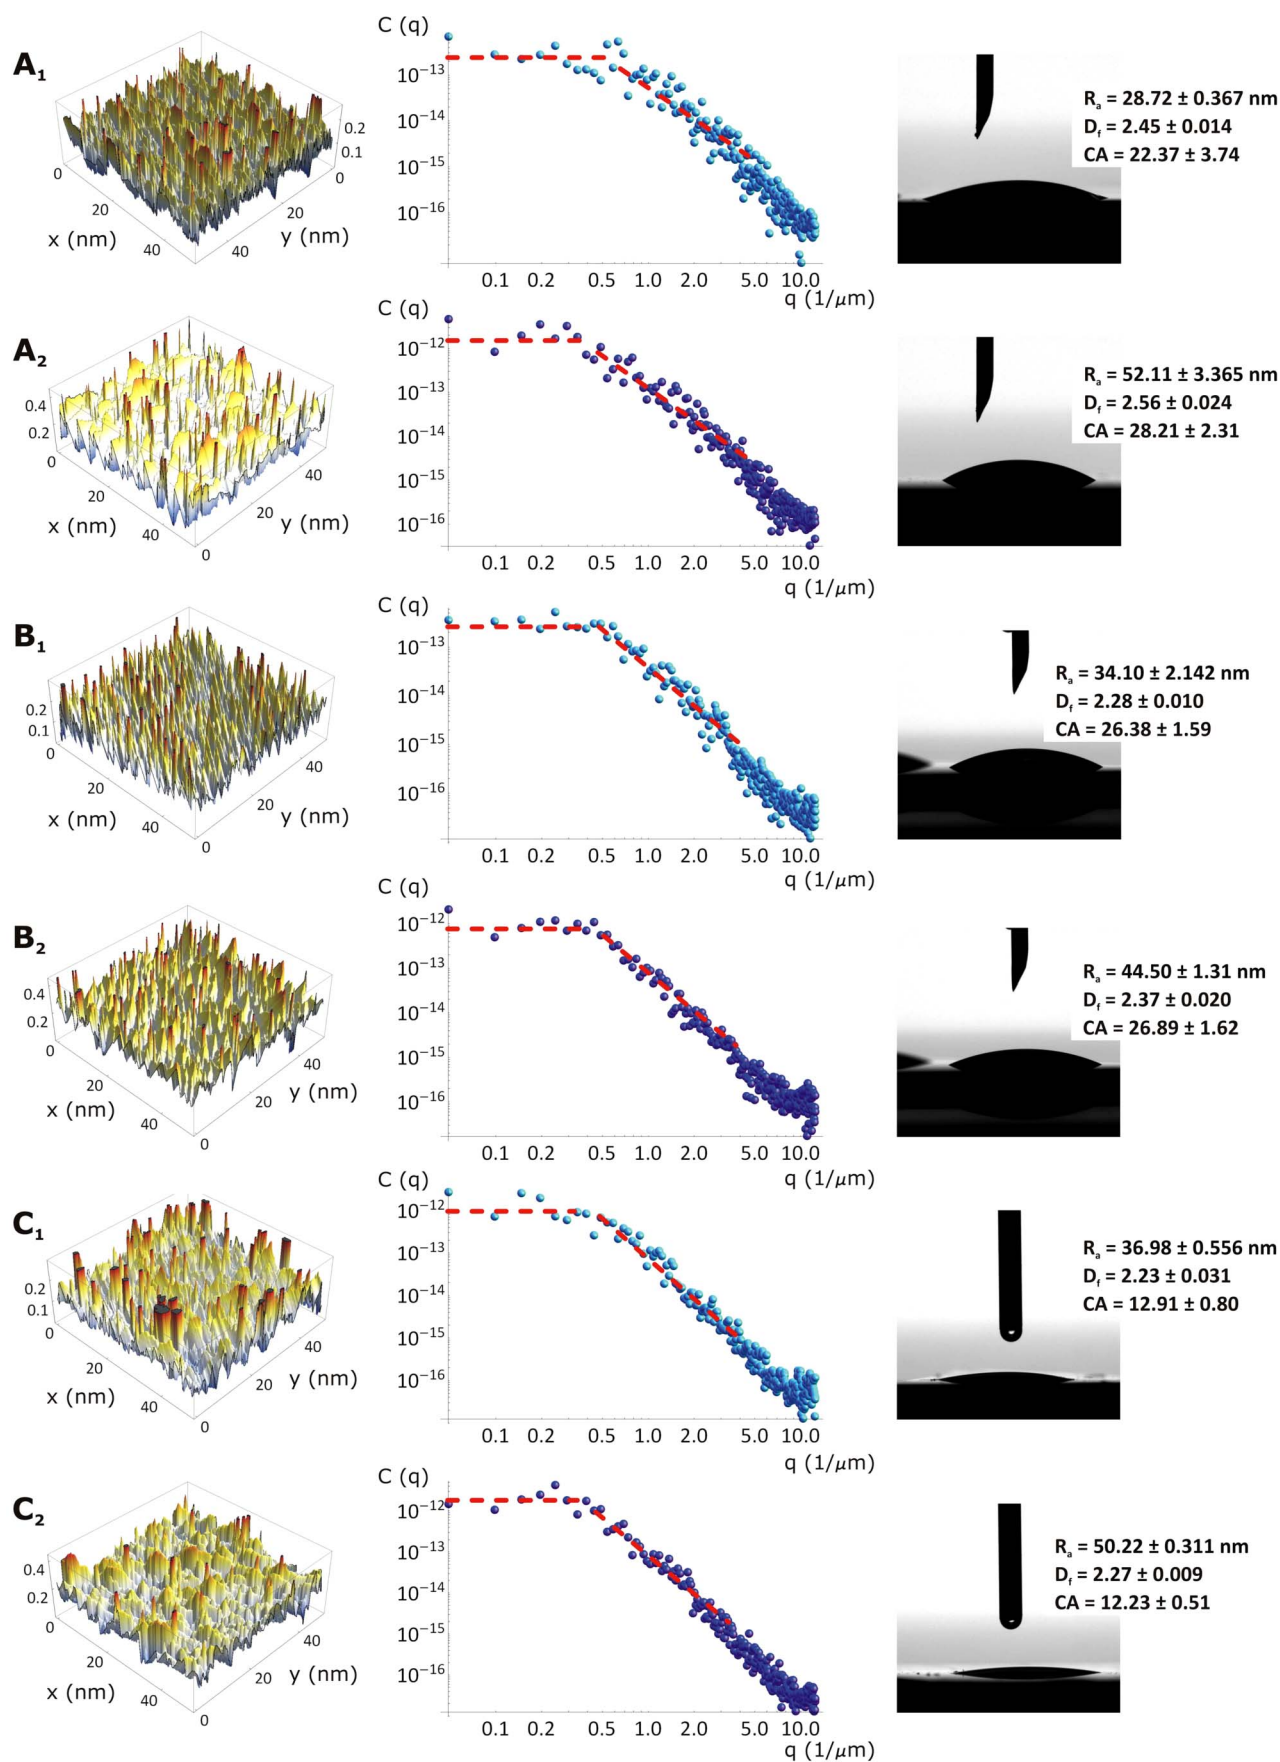 A₁
0.2
0.1
0
0
20
20
40
40
x (nm)
y (nm)
C (q)
10⁻¹³
10⁻¹⁴
10⁻¹⁵
10⁻¹⁶
0.1 0.2 0.5 1.0 2.0 5.0 10.0
q (1/μm)
Rₐ = 28.72 ± 0.367 nm
D_f = 2.45 ± 0.014
CA = 22.37 ± 3.74
A₂
0.4
0.2
0
20
40
x (nm)
40
20
0
y (nm)
C (q)
10⁻¹²
10⁻¹³
10⁻¹⁴
10⁻¹⁵
10⁻¹⁶
0.1 0.2 0.5 1.0 2.0 5.0 10.0
q (1/μm)
Rₐ = 52.11 ± 3.365 nm
D_f = 2.56 ± 0.024
CA = 28.21 ± 2.31
B₁
0.2
0.1
0
20
40
x (nm)
40
20
0
y (nm)
C (q)
10⁻¹³
10⁻¹⁴
10⁻¹⁵
10⁻¹⁶
0.1 0.2 0.5 1.0 2.0 5.0 10.0
q (1/μm)
Rₐ = 34.10 ± 2.142 nm
D_f = 2.28 ± 0.010
CA = 26.38 ± 1.59
B₂
0.4
0.2
0
20
40
x (nm)
40
20
0
y (nm)
C (q)
10⁻¹²
10⁻¹³
10⁻¹⁴
10⁻¹⁵
10⁻¹⁶
0.1 0.2 0.5 1.0 2.0 5.0 10.0
q (1/μm)
Rₐ = 44.50 ± 1.31 nm
D_f = 2.37 ± 0.020
CA = 26.89 ± 1.62
C₁
0.2
0.1
0
20
40
x (nm)
40
20
0
y (nm)
C (q)
10⁻¹²
10⁻¹³
10⁻¹⁴
10⁻¹⁵
10⁻¹⁶
0.1 0.2 0.5 1.0 2.0 5.0 10.0
q (1/μm)
Rₐ = 36.98 ± 0.556 nm
D_f = 2.23 ± 0.031
CA = 12.91 ± 0.80
C₂
0.4
0.2
0
20
40
x (nm)
40
20
0
y (nm)
C (q)
10⁻¹²
10⁻¹³
10⁻¹⁴
10⁻¹⁵
10⁻¹⁶
0.1 0.2 0.5 1.0 2.0 5.0 10.0
q (1/μm)
Rₐ = 50.22 ± 0.311 nm
D_f = 2.27 ± 0.009
CA = 12.23 ± 0.51